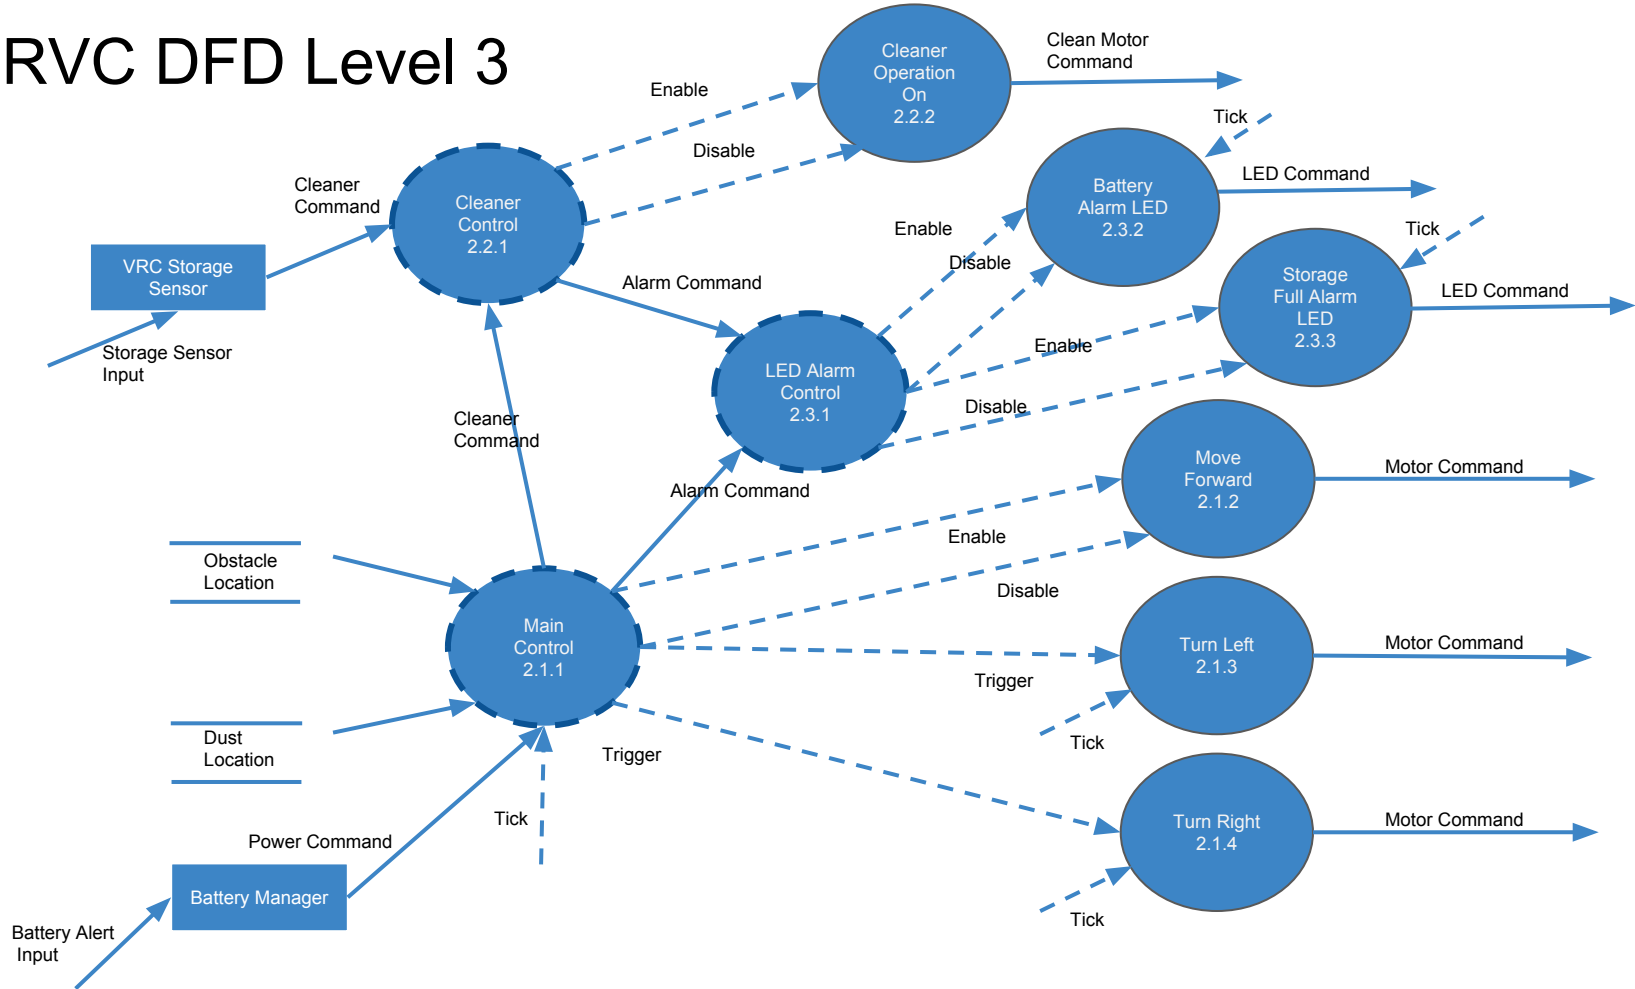 RVC DFD Level 3
Cleaner
Operation
On
2.2.2
Clean Motor
Command
Enable
Disable
Tick
Cleaner
Command
Cleaner
Control
2.2.1
Battery
Alarm LED
2.3.2
LED Command
Enable
Disable
Tick
VRC Storage
Sensor
Storage Sensor
Input
Alarm Command
Storage
Full Alarm
LED
2.3.3
LED Command
Enable
Disable
LED Alarm
Control
2.3.1
Cleaner
Command
Alarm Command
Move
Forward
2.1.2
Motor Command
Enable
Disable
Obstacle
Location
Main
Control
2.1.1
Turn Left
2.1.3
Motor Command
Trigger
Tick
Dust
Location
Trigger
Tick
Turn Right
2.1.4
Motor Command
Tick
Power Command
Battery Manager
Battery Alert
Input